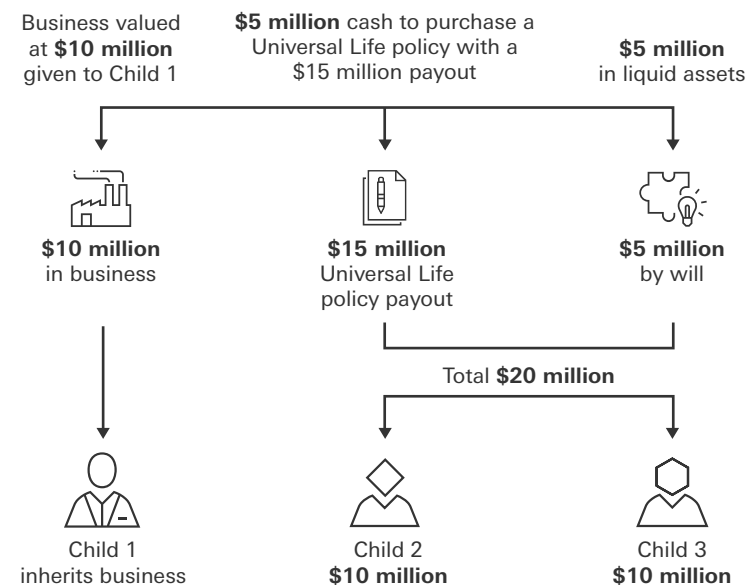 Business valued
at $10 million
given to Child 1
$5 million cash to purchase a
Universal Life policy with a
$15 million payout
$5 million
in liquid assets
$10 million
in business
$15 million
Universal Life
policy payout
$5 million
by will
Total $20 million
Child 1
inherits business
Child 2
$10 million
Child 3
$10 million